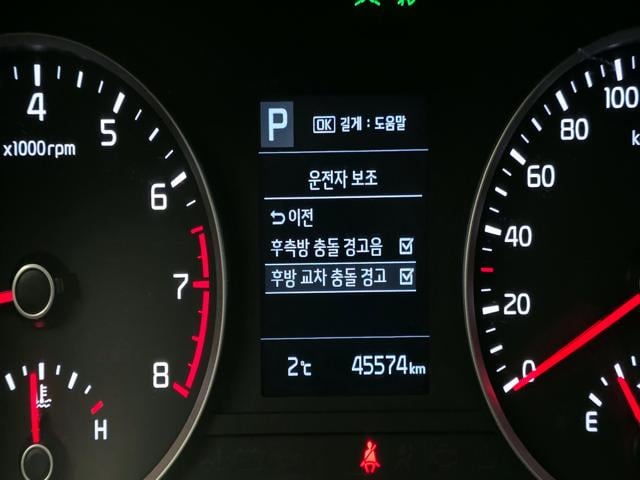 P
OK 길게 : 도움말
운전자 보조
이전
후측방 충돌 경고음
후방 교차 충돌 경고
2℃ 45574 km
4
5
6
7
8
x1000rpm
H
100
80
60
40
20
0
E